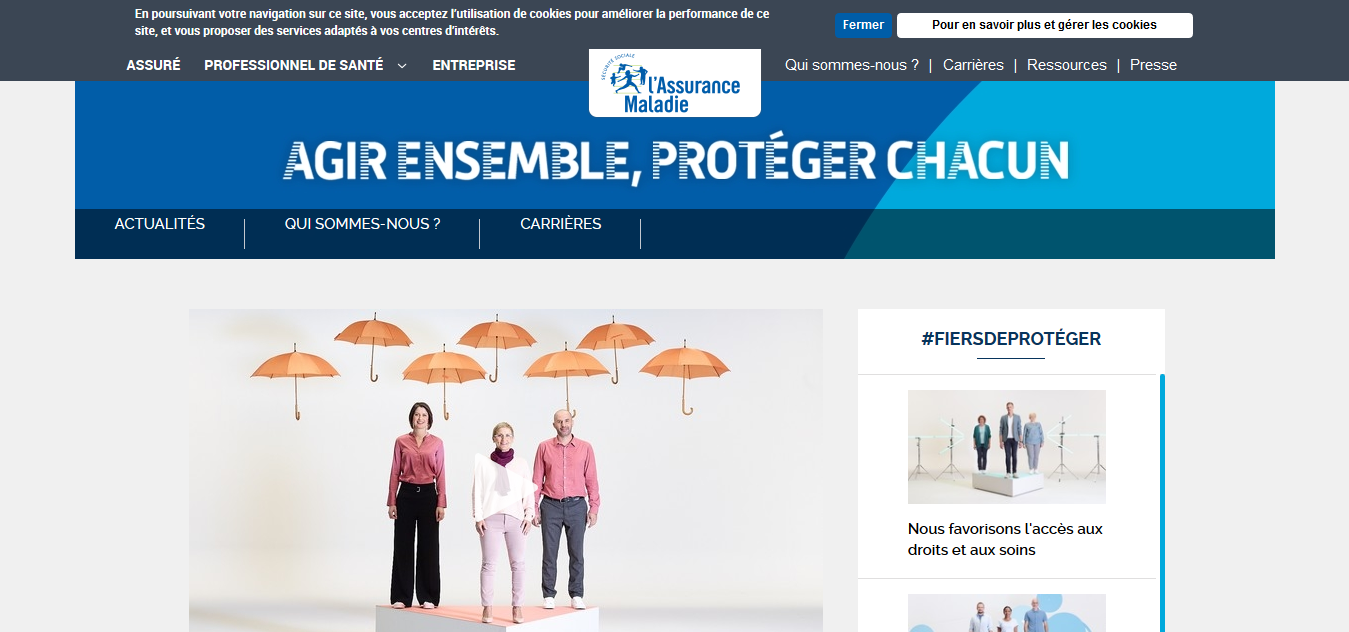 En poursuivant votre navigation sur ce site, vous acceptez l'utilisation de cookies pour améliorer la performance de ce
site, et vous proposer des services adaptés à vos centres d'intérêts.
Fermer
Pour en savoir plus et gérer les cookies
ASSURÉ
PROFESSIONNEL DE SANTÉ
ENTREPRISE
SÉCURITÉ SOCIALE
l'Assurance
Maladie
Qui sommes-nous ? | Carrières | Ressources | Presse
AGIR ENSEMBLE, PROTÉGER CHACUN
ACTUALITÉS
QUI SOMMES-NOUS ?
CARRIÈRES
#FIERSDEPROTÉGER
Nous favorisons l'accès aux
droits et aux soins